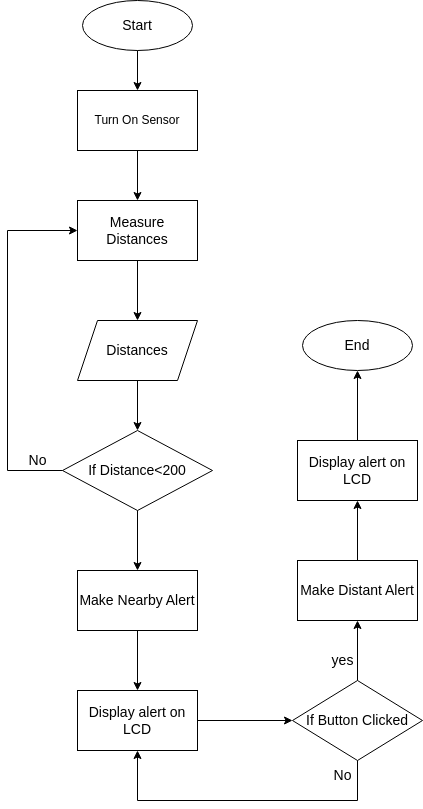 Start
Turn On Sensor
Measure
Distances
Distances
If Distance<200
No
Make Nearby Alert
Display alert on
LCD
If Button Clicked
No
yes
Make Distant Alert
Display alert on
LCD
End